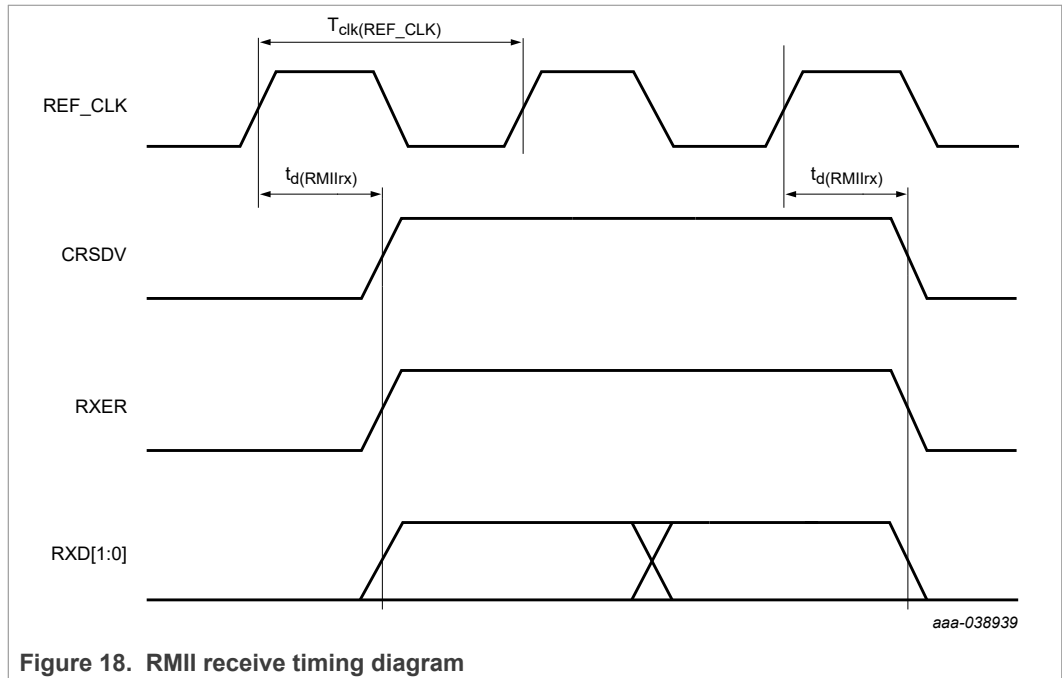 Tclk(REF_CLK)
REF_CLK
td(RMIIrx) td(RMIIrx)
CRSDV
RXER
RXD[1:0]
aaa-038939
Figure 18. RMII receive timing diagram